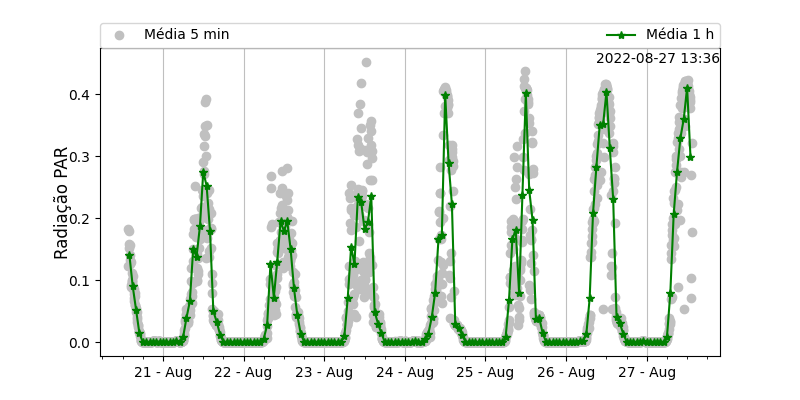 Média 5 min
Média 1 h
2022-08-27 13:36
Radiação PAR
0.4
0.3
0.2
0.1
0.0
21 - Aug
22 - Aug
23 - Aug
24 - Aug
25 - Aug
26 - Aug
27 - Aug